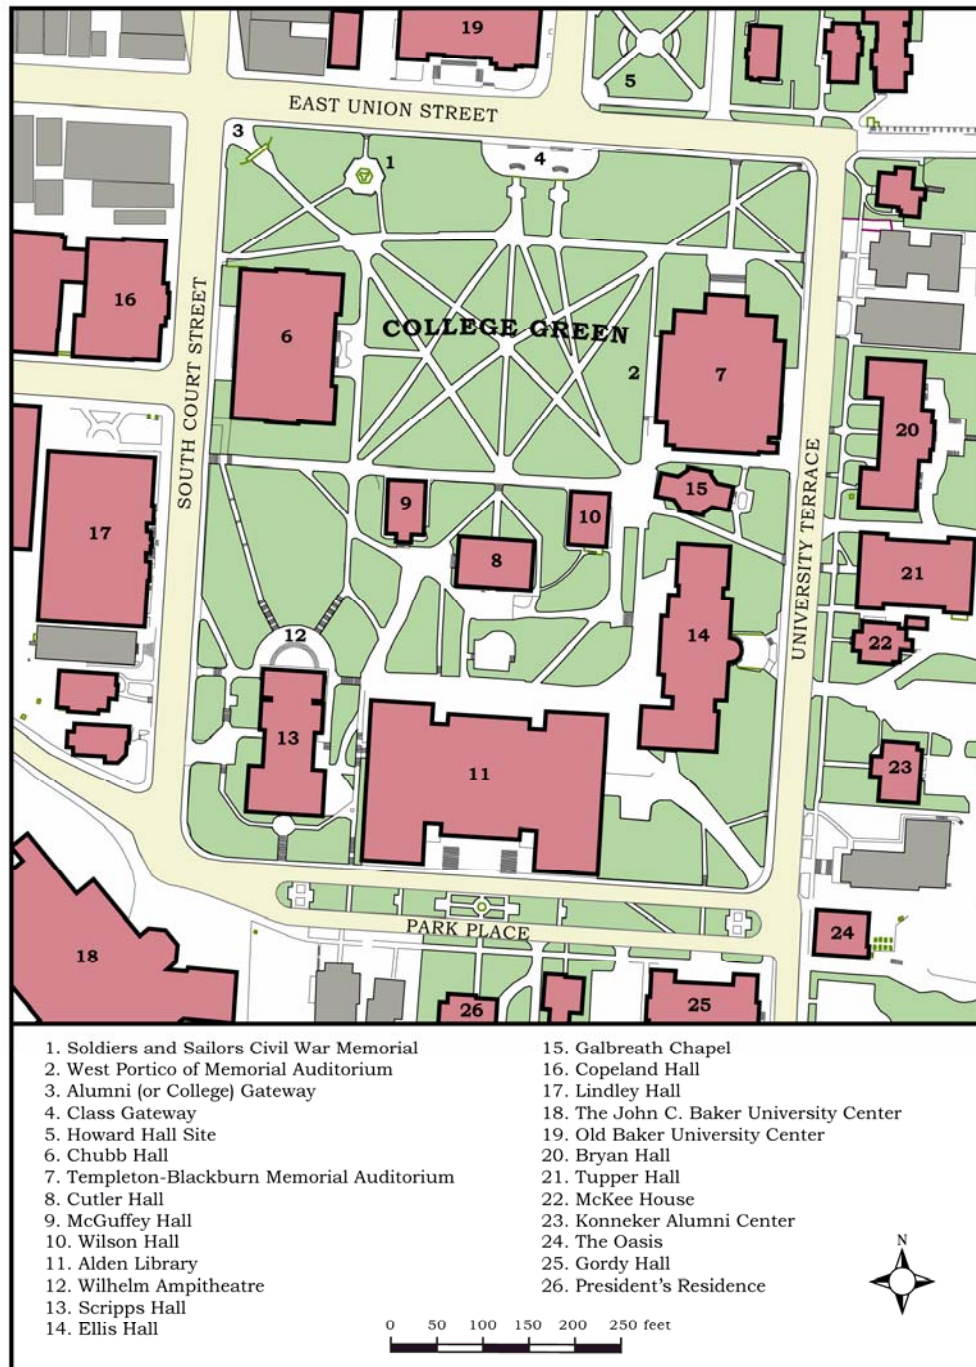 19
5
EAST UNION STREET
3
1
4
16
6
COLLEGE GREEN
2
7
SOUTH COURT STREET
20
UNIVERSITY TERRACE
15
9
10
17
8
21
12
14
22
13
11
23
PARK PLACE
24
18
26
25
1. Soldiers and Sailors Civil War Memorial
2. West Portico of Memorial Auditorium
3. Alumni (or College) Gateway
4. Class Gateway
5. Howard Hall Site
6. Chubb Hall
7. Templeton-Blackburn Memorial Auditorium
8. Cutler Hall
9. McGuffey Hall
10. Wilson Hall
11. Alden Library
12. Wilhelm Ampitheatre
13. Scripps Hall
14. Ellis Hall
15. Galbreath Chapel
16. Copeland Hall
17. Lindley Hall
18. The John C. Baker University Center
19. Old Baker University Center
20. Bryan Hall
21. Tupper Hall
22. McKee House
23. Konneker Alumni Center
24. The Oasis
25. Gordy Hall
26. President's Residence
N
0 50 100 150 200 250 feet